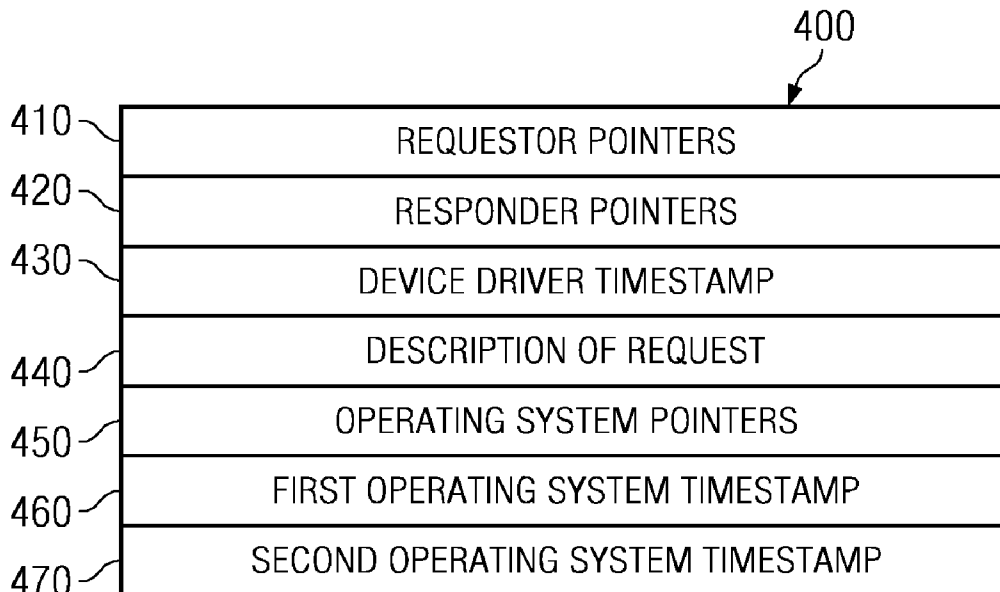 400
410 REQUESTOR POINTERS
420 RESPONDER POINTERS
430 DEVICE DRIVER TIMESTAMP
440 DESCRIPTION OF REQUEST
450 OPERATING SYSTEM POINTERS
460 FIRST OPERATING SYSTEM TIMESTAMP
470 SECOND OPERATING SYSTEM TIMESTAMP